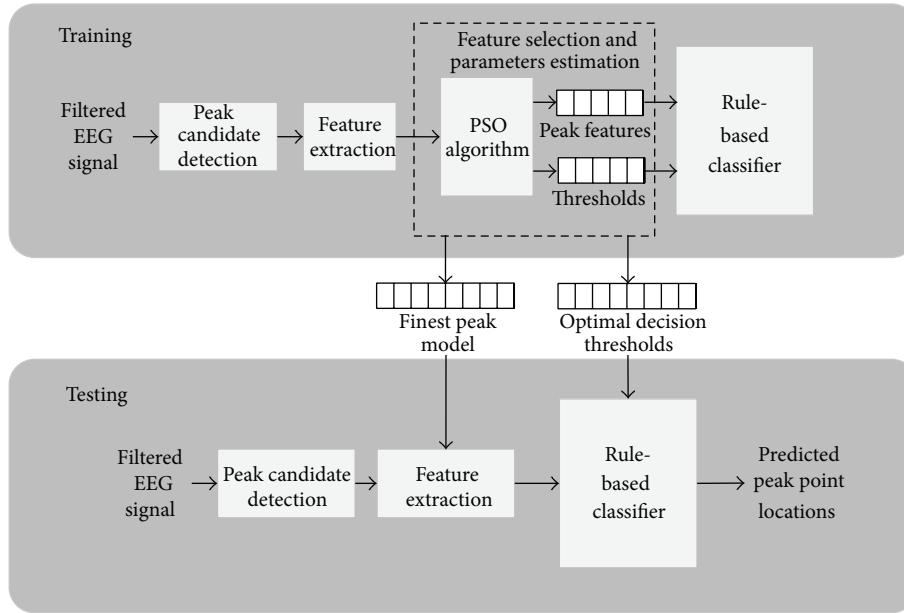 Training
Feature selection and
parameters estimation
Filtered
EEG
signal
Peak
candidate
detection
Feature
extraction
PSO
algorithm
Peak features
Thresholds
Rule-
based
classifier
Finest peak
model
Optimal decision
thresholds
Testing
Filtered
EEG
signal
Peak candidate
detection
Feature
extraction
Rule-
based
classifier
Predicted
peak point
locations